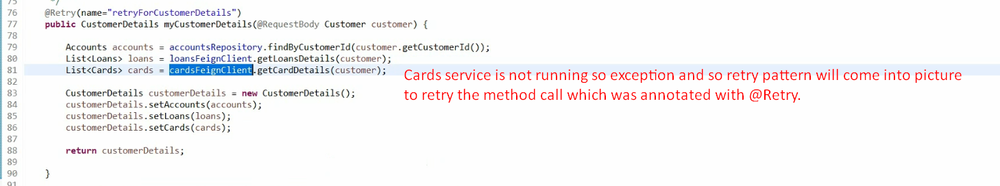 75 */
76 @Retry(name="retryForCustomerDetails")
77 public CustomerDetails myCustomerDetails(@RequestBody Customer customer) {
78
79 Accounts accounts = accountsRepository.findByCustomerId(customer.getCustomerId());
80 List<Loans> loans = loansFeignClient.getLoansDetails(customer);
81 List<Cards> cards = cardsFeignClient.getCardDetails(customer);
Cards service is not running so exception and so retry pattern will come into picture
to retry the method call which was annotated with @Retry.
82
83 CustomerDetails customerDetails = new CustomerDetails();
84 customerDetails.setAccounts(accounts);
85 customerDetails.setLoans(loans);
86 customerDetails.setCards(cards);
87
88 return customerDetails;
89
90 }
91